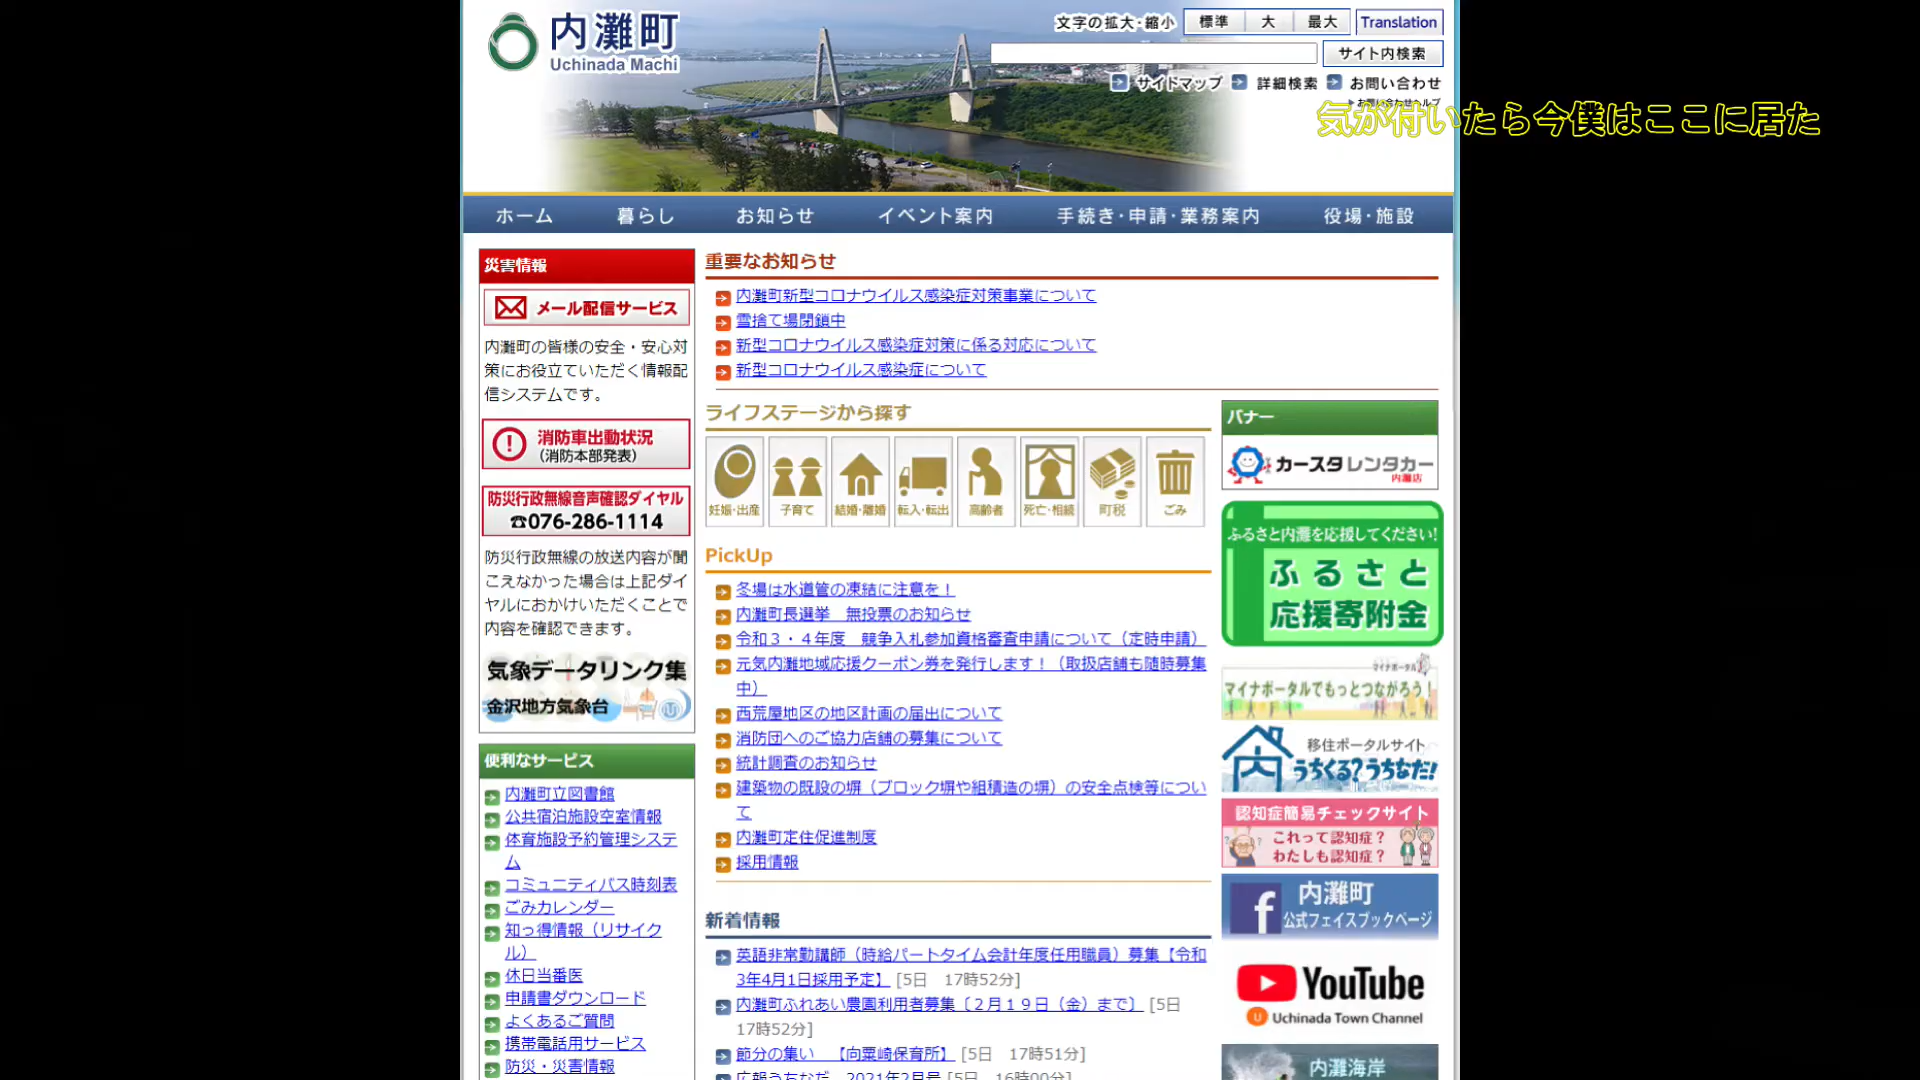 内灘町
Uchinada Machi
文字の拡大・縮小 標準 大 最大 Translation
サイト内検索
サイトマップ 詳細検索 お問い合わせ
気が付いたら今僕はここに居た
ホーム 暮らし お知らせ イベント案内 手続き・申請・業務案内 役場・施設
災害情報
メール配信サービス
内灘町の皆様の安全・安心対
策にお役立ていただく情報配
信システムです。
消防車出動状況
（消防本部発表）
防災行政無線音声確認ダイヤル
☎076-286-1114
防災行政無線の放送内容が聞
こえなかった場合は上記ダイ
ヤルにおかけいただくことで
内容を確認できます。
気象データリンク集
金沢地方気象台
便利なサービス
内灘町立図書館
公共宿泊施設空室情報
体育施設予約管理システ
ム
コミュニティバス時刻表
ごみカレンダー
知っ得情報（リサイク
ル）
休日当番医
申請書ダウンロード
よくあるご質問
携帯電話用サービス
防災・災害情報
重要なお知らせ
内灘町新型コロナウイルス感染症対策事業について
雪捨て場閉鎖中
新型コロナウイルス感染症対策に係る対応について
新型コロナウイルス感染症について
ライフステージから探す
妊娠・出産 子育て 結婚・離婚 転入・転出 高齢者 死亡・相続 町税 ごみ
PickUp
冬場は水道管の凍結に注意を！
内灘町長選挙　無投票のお知らせ
令和３・４年度　競争入札参加資格審査申請について（定時申請）
元気内灘地域応援クーポン券を発行します！（取扱店舗も随時募集
中）
西荒屋地区の地区計画の届出について
消防団へのご協力店舗の募集について
統計調査のお知らせ
建築物の既設の塀（ブロック塀や組積造の塀）の安全点検等につい
て
内灘町定住促進制度
採用情報
新着情報
英語非常勤講師（時給パートタイム会計年度任用職員）募集【令和
3年4月1日採用予定】 [5日　17時52分]
内灘町ふれあい農園利用者募集〔２月１９日（金）まで〕 [5日
17時52分]
節分の集い　【向粟崎保育所】 [5日　17時51分]
広報うちなだ　2021年2月号 [5日　16時00分]
バナー
カースタレンタカー
内灘店
ふるさと内灘を応援してください!
ふるさと
応援寄附金
マイナポータル
マイナポータルでもっとつながろう！
移住ポータルサイト
うちくる?うちなだ!
認知症簡易チェックサイト
これって認知症？
わたしも認知症？
f 内灘町
公式フェイスブックページ
YouTube
Uchinada Town Channel
内灘海岸